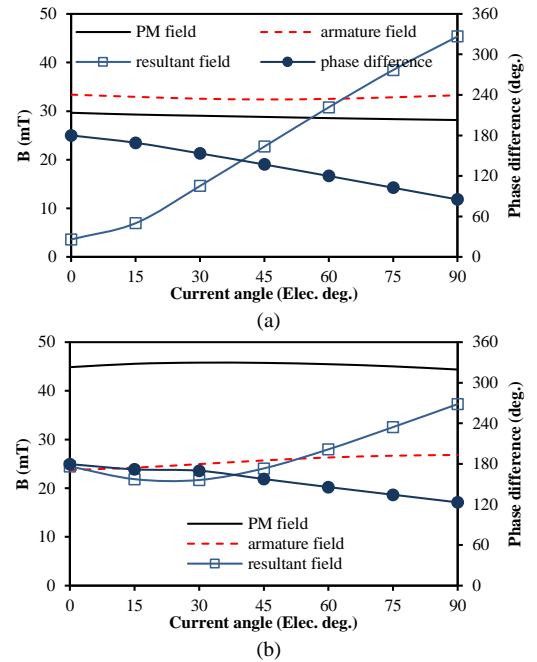 50 360
PM field armature field
40 300
resultant field phase difference
240
30
180
20
120
10 60
0 0
0 15 30 45 60 75 90
Current angle (Elec. deg.)
B (mT)
Phase difference (deg.)
(a)
50 360
300
40
240
30
180
20
120
PM field
10 armature field
60
resultant field
0 0
0 15 30 45 60 75 90
Current angle (Elec. deg.)
B (mT)
Phase difference (deg.)
(b)